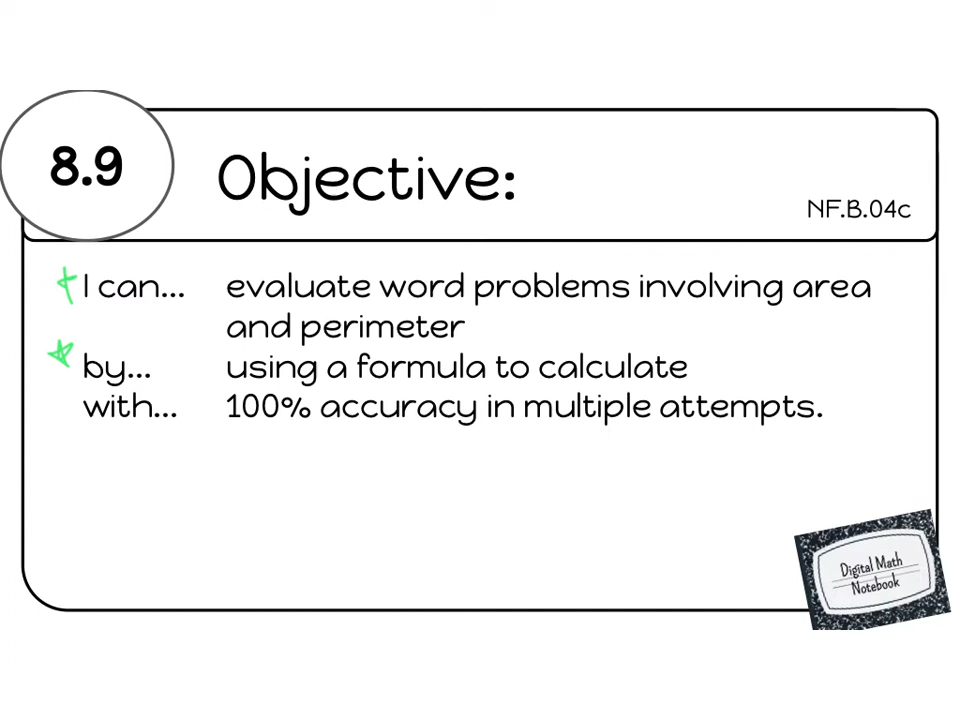 8.9
Objective:
NF.B.04c
I can... evaluate word problems involving area
and perimeter
by... using a formula to calculate
with... 100% accuracy in multiple attempts.
Digital Math
Notebook